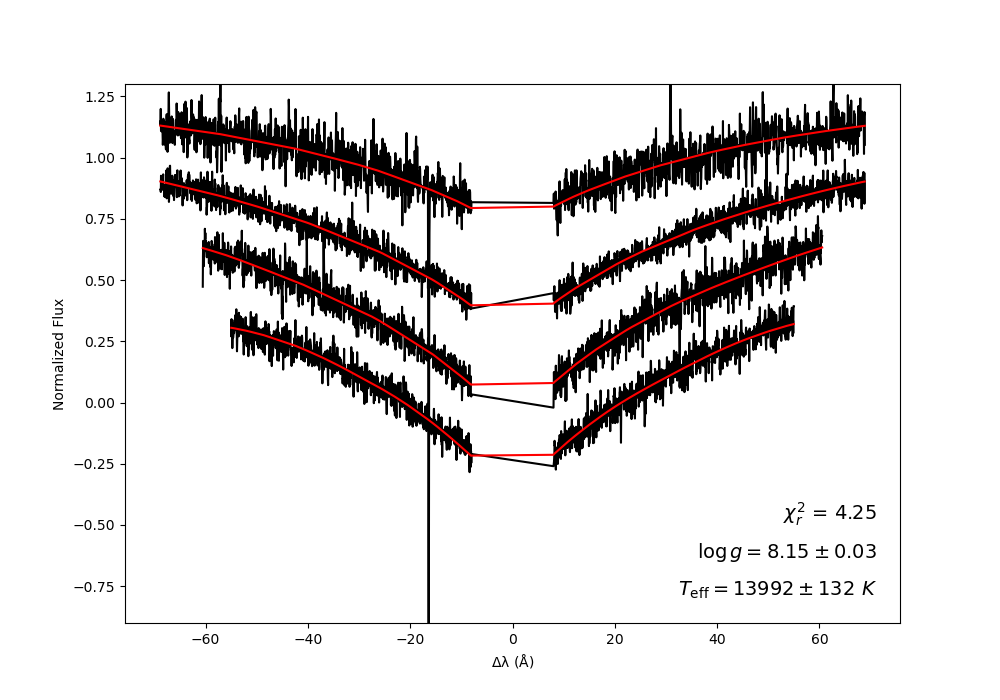 1.25
1.00
0.75
0.50
0.25
0.00
−0.25
−0.50
−0.75
Normalized Flux
χ²ᵣ = 4.25
log g = 8.15 ± 0.03
T_eff = 13992 ± 132 K
−60 −40 −20 0 20 40 60
Δλ (Å)